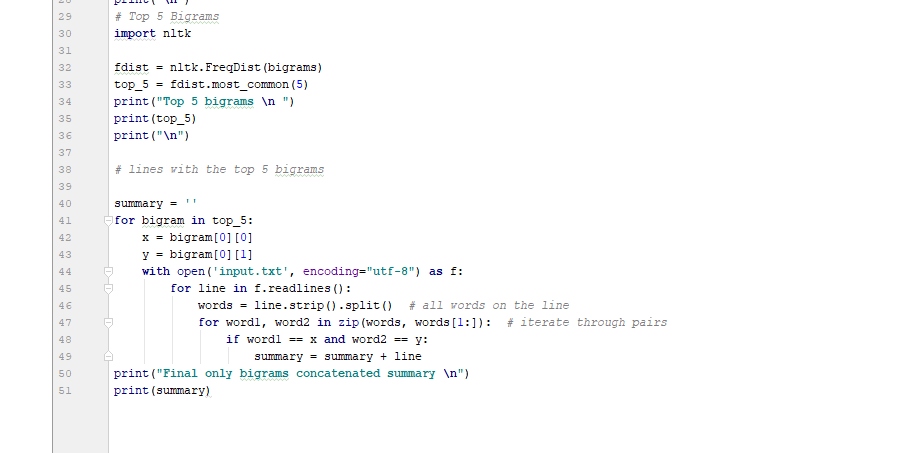 28 print("\n")
29 # Top 5 Bigrams
30 import nltk
31
32 fdist = nltk.FreqDist(bigrams)
33 top_5 = fdist.most_common(5)
34 print("Top 5 bigrams \n ")
35 print(top_5)
36 print("\n")
37
38 # lines with the top 5 bigrams
39
40 summary = ''
41 for bigram in top_5:
42 x = bigram[0][0]
43 y = bigram[0][1]
44 with open('input.txt', encoding="utf-8") as f:
45 for line in f.readlines():
46 words = line.strip().split()  # all words on the line
47 for word1, word2 in zip(words, words[1:]):  # iterate through pairs
48 if word1 == x and word2 == y:
49 summary = summary + line
50 print("Final only bigrams concatenated summary \n")
51 print(summary)